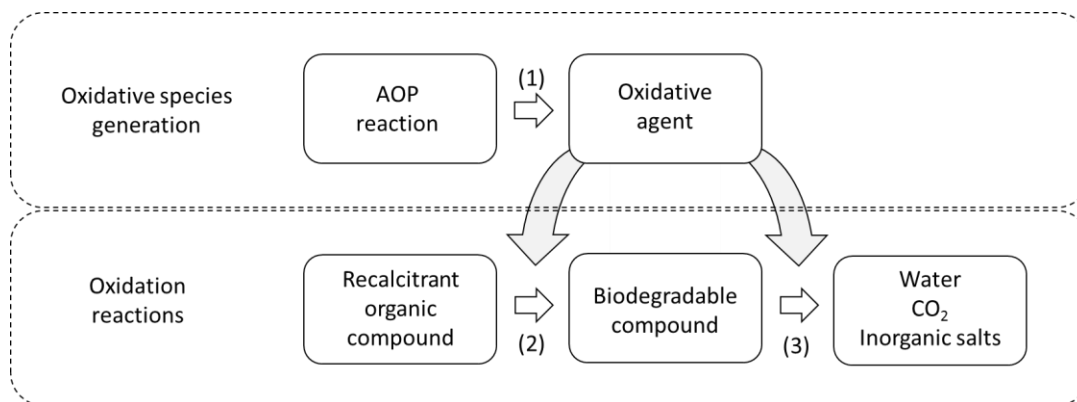 Oxidative species
generation
AOP
reaction
(1)
Oxidative
agent
Oxidation
reactions
Recalcitrant
organic
compound
(2)
Biodegradable
compound
(3)
Water
CO₂
Inorganic salts